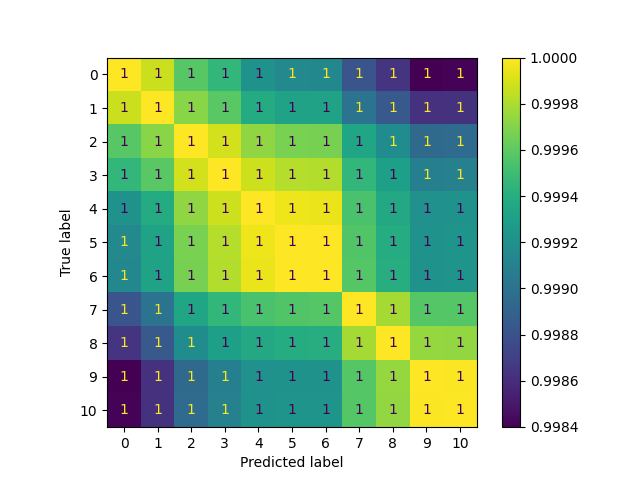 0 1 1 1 1 1 1 1 1 1 1 1 1.0000
1 1 1 1 1 1 1 1 1 1 1 1 0.9998
2 1 1 1 1 1 1 1 1 1 1 1 0.9996
3 1 1 1 1 1 1 1 1 1 1 1
4 1 1 1 1 1 1 1 1 1 1 1 0.9994
True label
5 1 1 1 1 1 1 1 1 1 1 1 0.9992
6 1 1 1 1 1 1 1 1 1 1 1 0.9990
7 1 1 1 1 1 1 1 1 1 1 1
8 1 1 1 1 1 1 1 1 1 1 1 0.9988
9 1 1 1 1 1 1 1 1 1 1 1 0.9986
10 1 1 1 1 1 1 1 1 1 1 1 0.9984
0 1 2 3 4 5 6 7 8 9 10
Predicted label